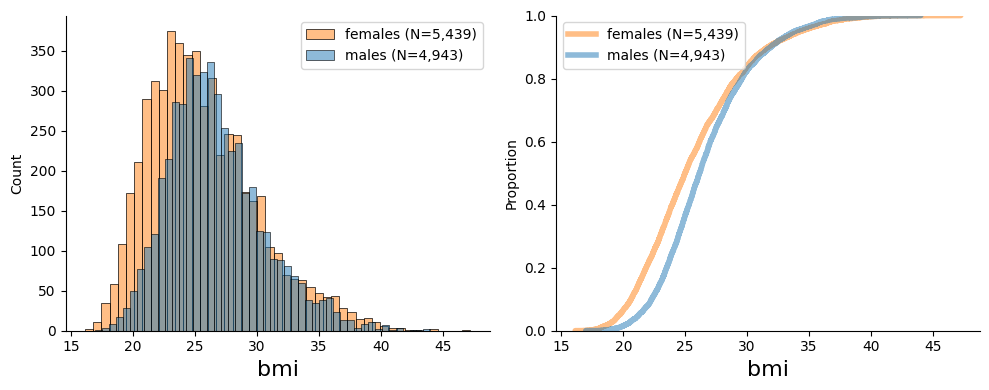 females (N=5,439)
males (N=4,943)
Count
350
300
250
200
150
100
50
0
15 20 25 30 35 40 45
bmi
females (N=5,439)
males (N=4,943)
Proportion
1.0
0.8
0.6
0.4
0.2
0.0
15 20 25 30 35 40 45
bmi